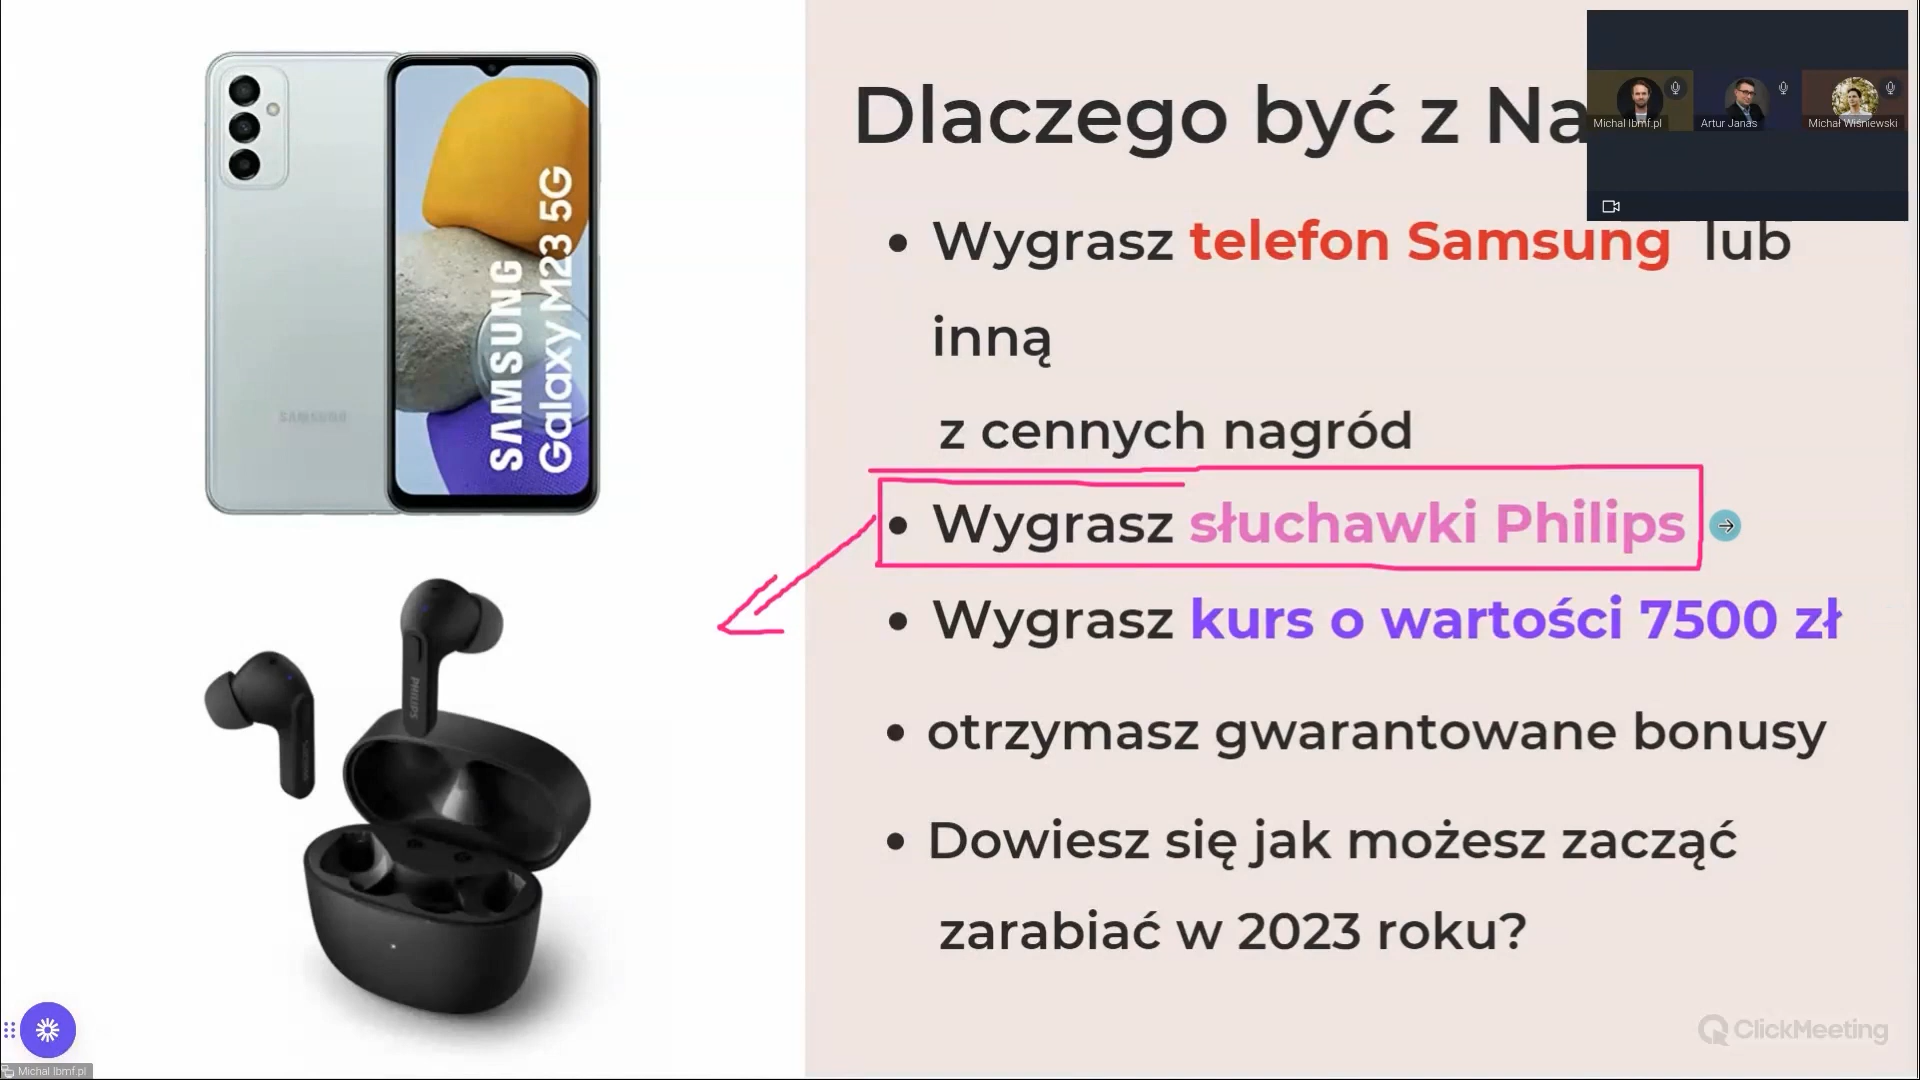 Dlaczego być z Na
Michal Ibmf.pl
Artur Janas
Michał Wiśniewski
• Wygrasz telefon Samsung lub
inną
z cennych nagród
• Wygrasz słuchawki Philips
• Wygrasz kurs o wartości 7500 zł
• otrzymasz gwarantowane bonusy
• Dowiesz się jak możesz zacząć
zarabiać w 2023 roku?
SAMSUNG
SAMSUNG
Galaxy M23 5G
PHILIPS
ClickMeeting
Michal Ibmf.pl